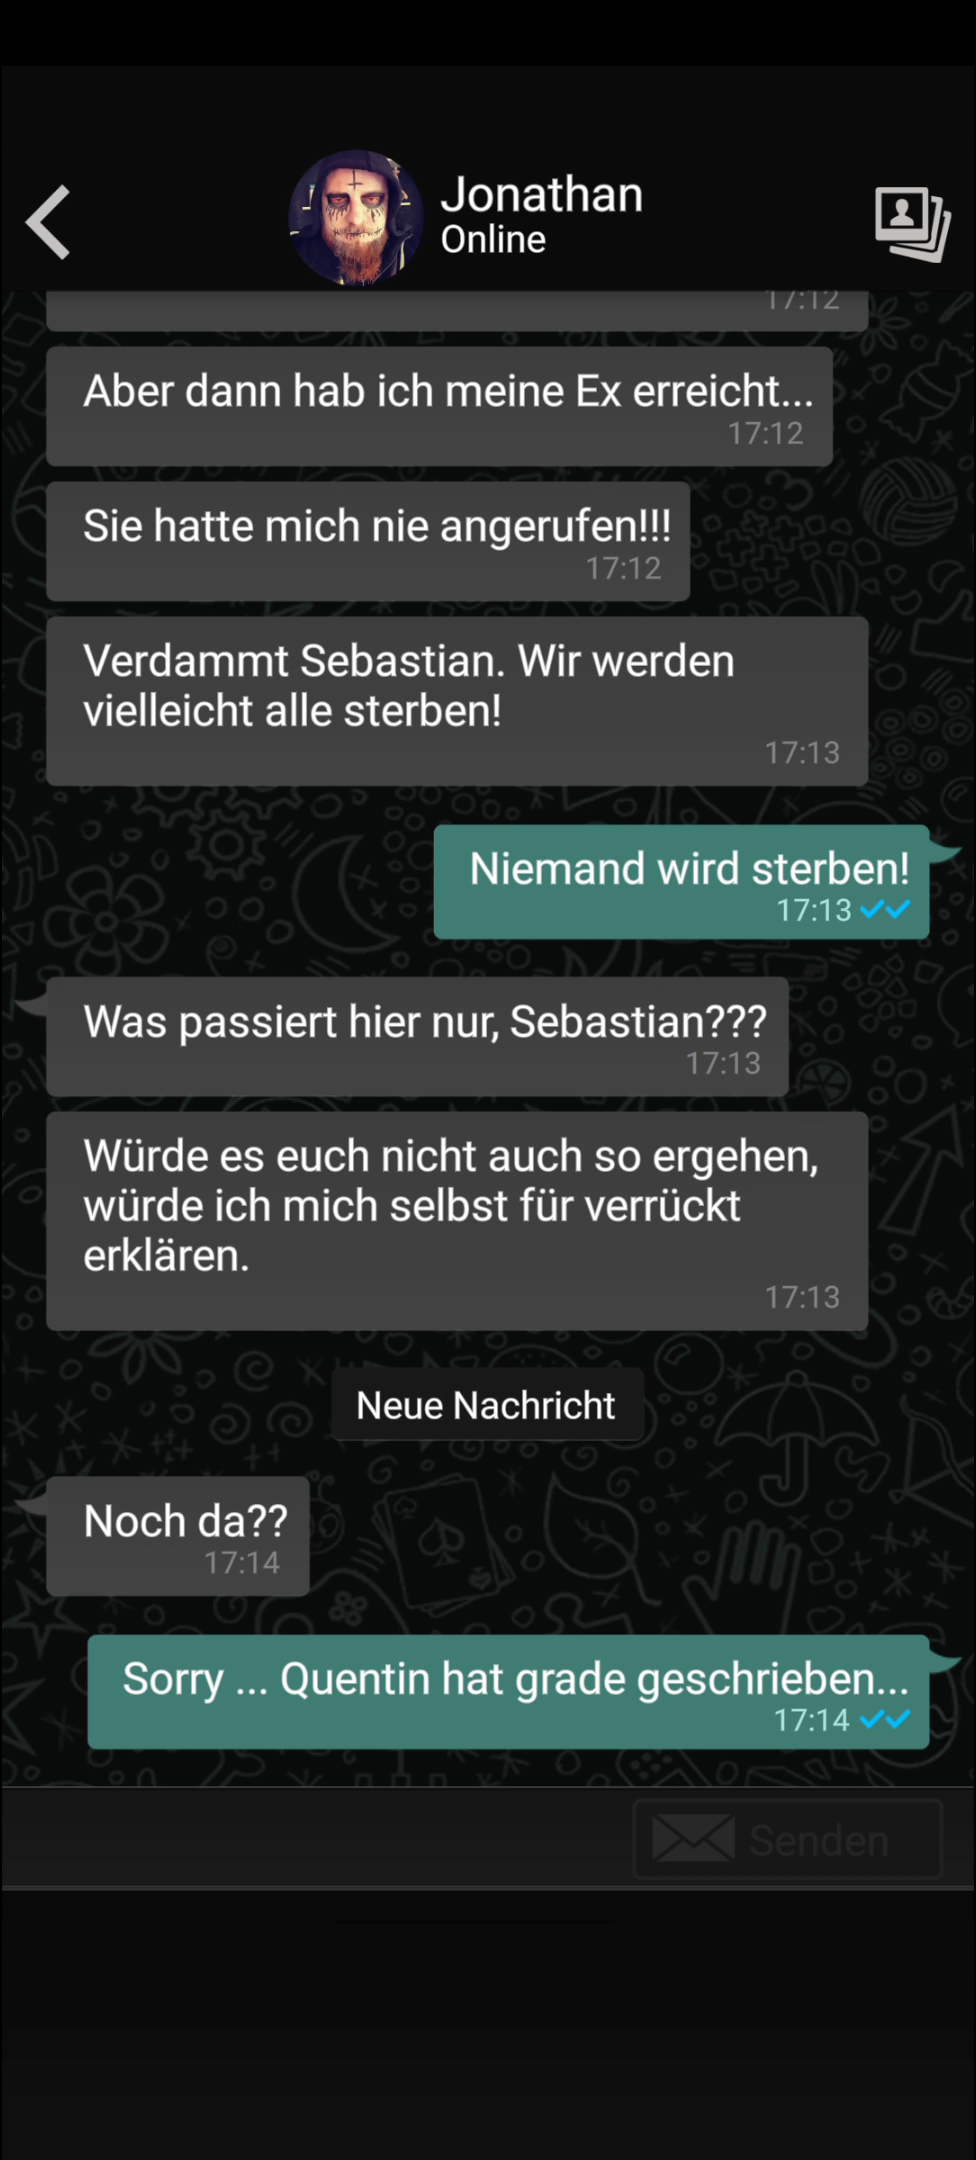 Jonathan
Online
17:12
Aber dann hab ich meine Ex erreicht...
17:12
Sie hatte mich nie angerufen!!!
17:12
Verdammt Sebastian. Wir werden
vielleicht alle sterben!
17:13
Niemand wird sterben!
17:13
Was passiert hier nur, Sebastian???
17:13
Würde es euch nicht auch so ergehen,
würde ich mich selbst für verrückt
erklären.
17:13
Neue Nachricht
Noch da??
17:14
Sorry ... Quentin hat grade geschrieben...
17:14
Senden